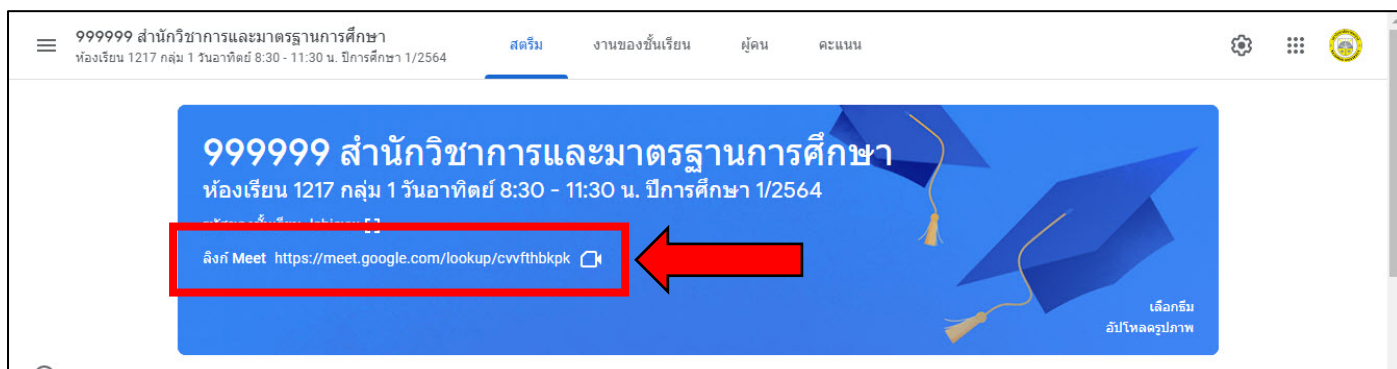 999999 สำนักวิชาการและมาตรฐานการศึกษา
ห้องเรียน 1217 กลุ่ม 1 วันอาทิตย์ 8:30 - 11:30 น. ปีการศึกษา 1/2564
สตรีม
งานของชั้นเรียน
ผู้คน
คะแนน
999999 สำนักวิชาการและมาตรฐานการศึกษา
ห้องเรียน 1217 กลุ่ม 1 วันอาทิตย์ 8:30 - 11:30 น. ปีการศึกษา 1/2564
ลิงก์ Meet https://meet.google.com/lookup/cvvfthbkpk
เลือกธีม
อัปโหลดรูปภาพ